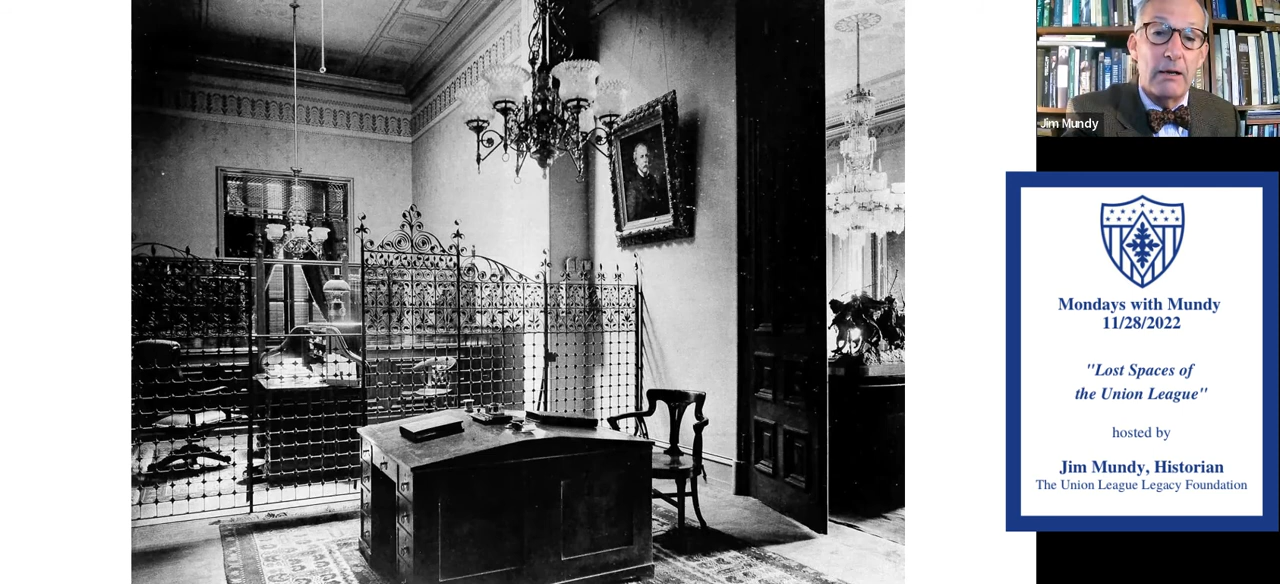 Jim Mundy
Mondays with Mundy
11/28/2022
"Lost Spaces of
the Union League"
hosted by
Jim Mundy, Historian
The Union League Legacy Foundation